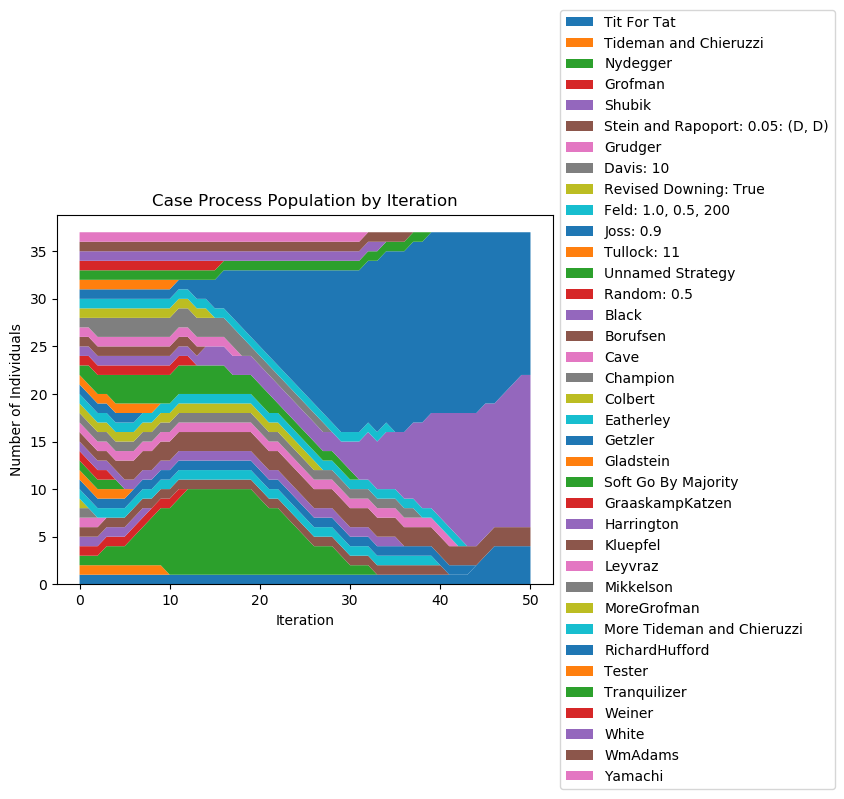 Case Process Population by Iteration
Number of Individuals
35
30
25
20
15
10
5
0
0 10 20 30 40 50
Iteration
Tit For Tat
Tideman and Chieruzzi
Nydegger
Grofman
Shubik
Stein and Rapoport: 0.05: (D, D)
Grudger
Davis: 10
Revised Downing: True
Feld: 1.0, 0.5, 200
Joss: 0.9
Tullock: 11
Unnamed Strategy
Random: 0.5
Black
Borufsen
Cave
Champion
Colbert
Eatherley
Getzler
Gladstein
Soft Go By Majority
GraaskampKatzen
Harrington
Kluepfel
Leyvraz
Mikkelson
MoreGrofman
More Tideman and Chieruzzi
RichardHufford
Tester
Tranquilizer
Weiner
White
WmAdams
Yamachi